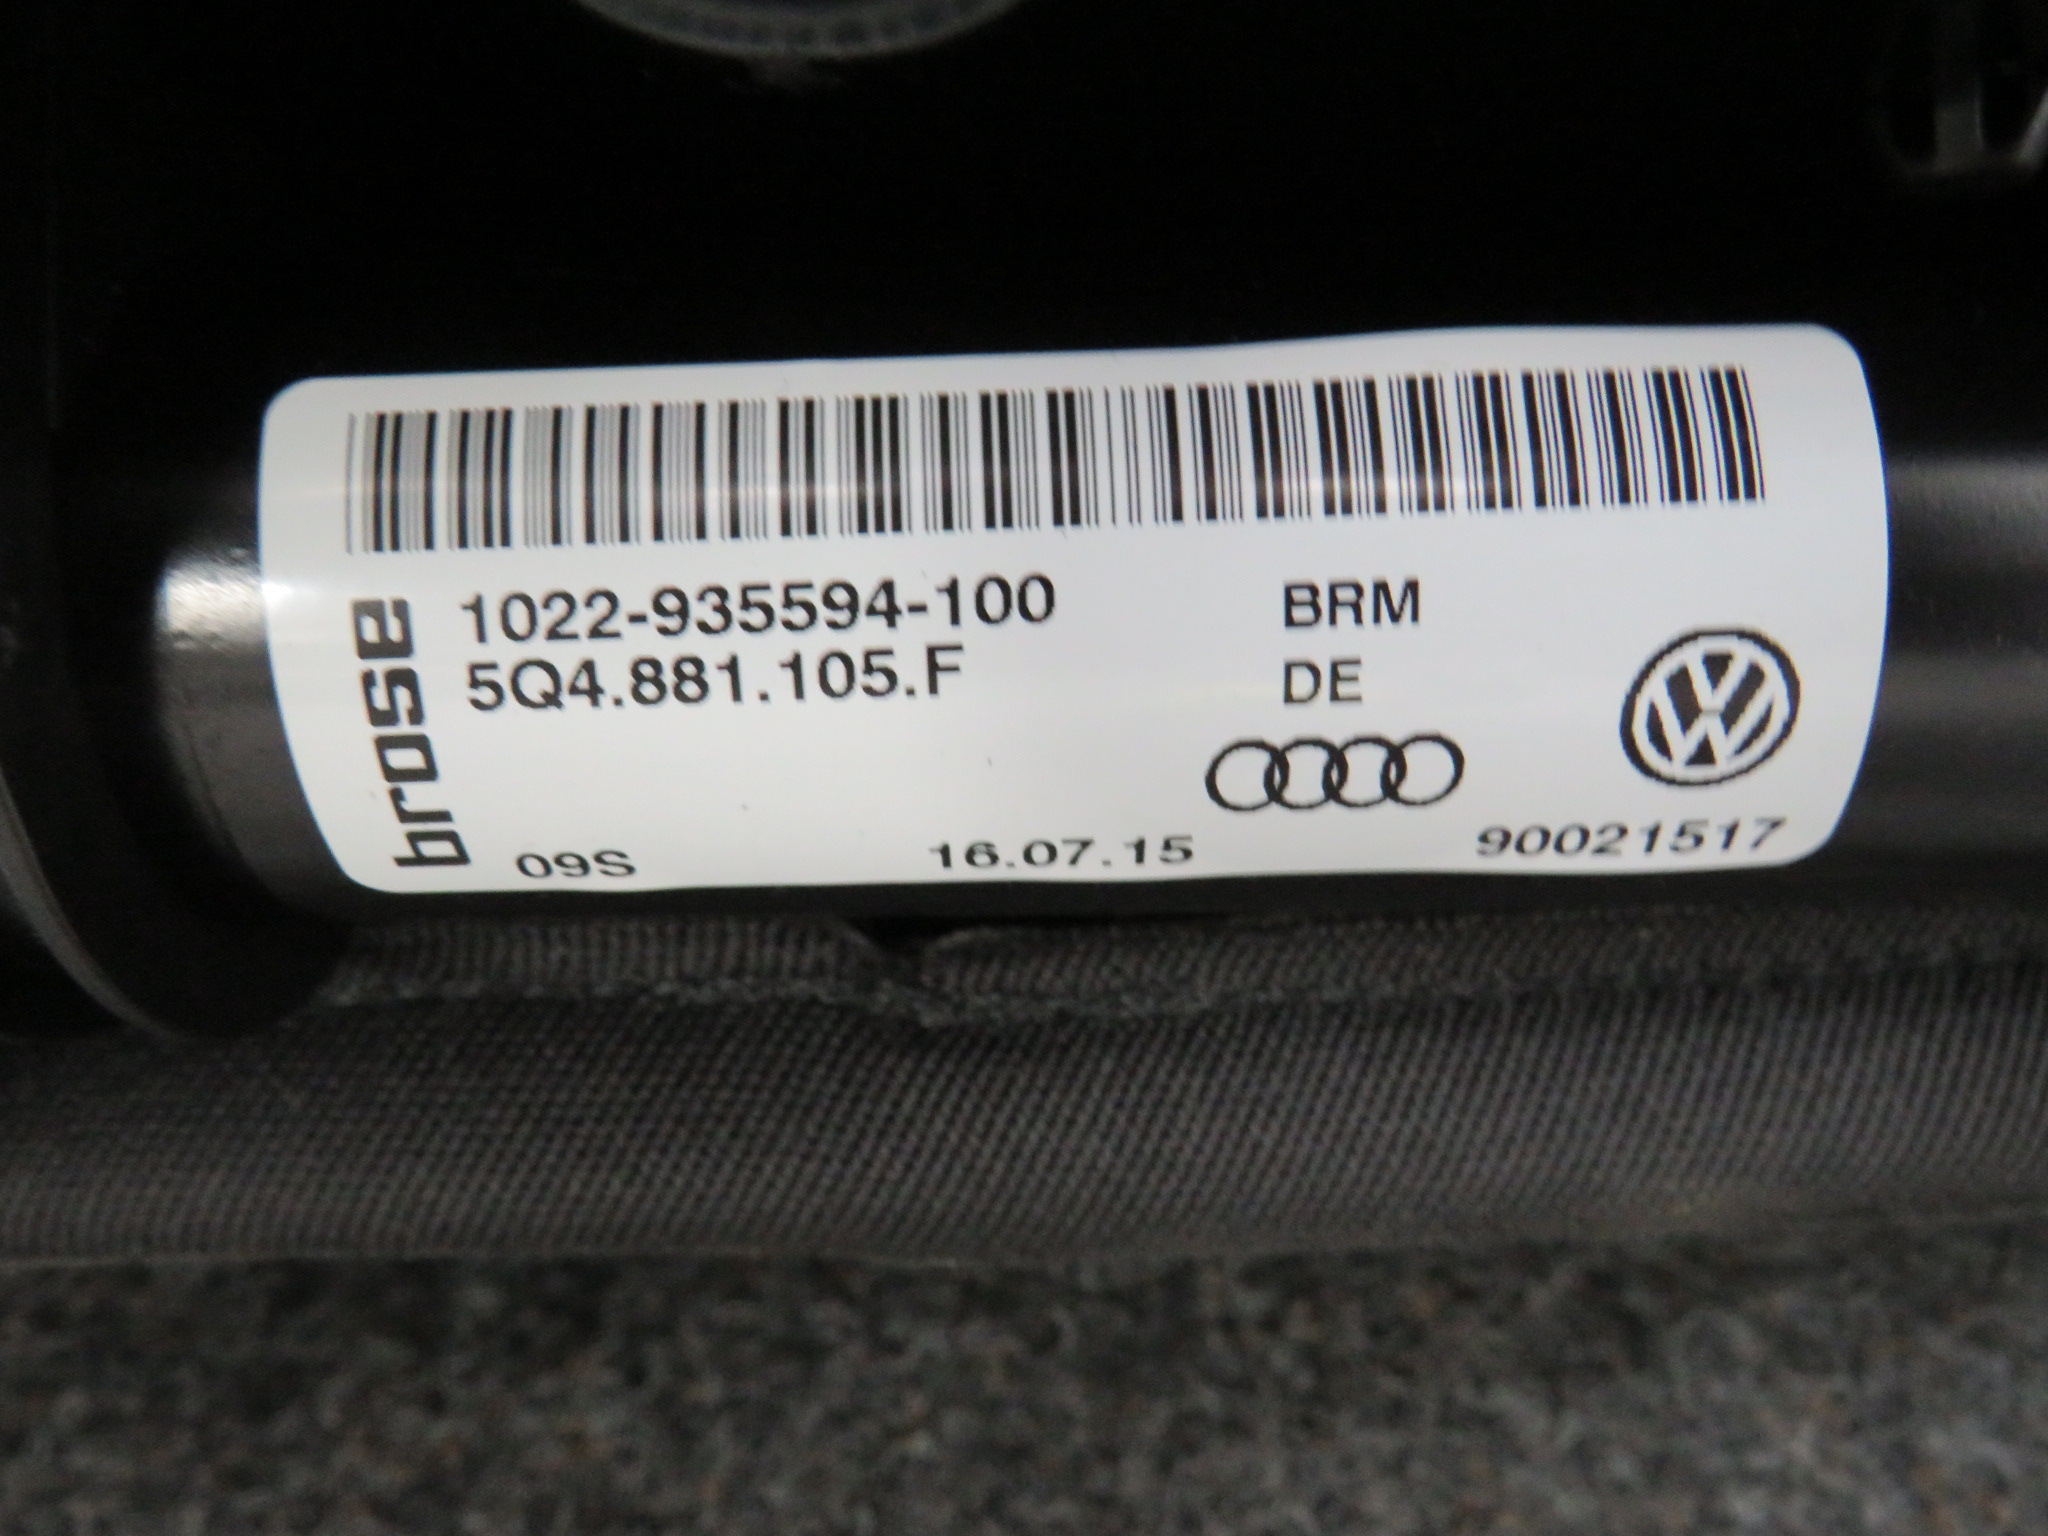 brose
1022-935594-100 BRM
5Q4.881.105.F DE
09S 16.07.15 90021517